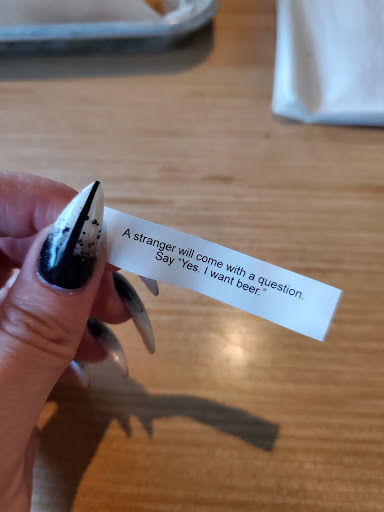 A stranger will come with a question.
Say "Yes. I want beer."